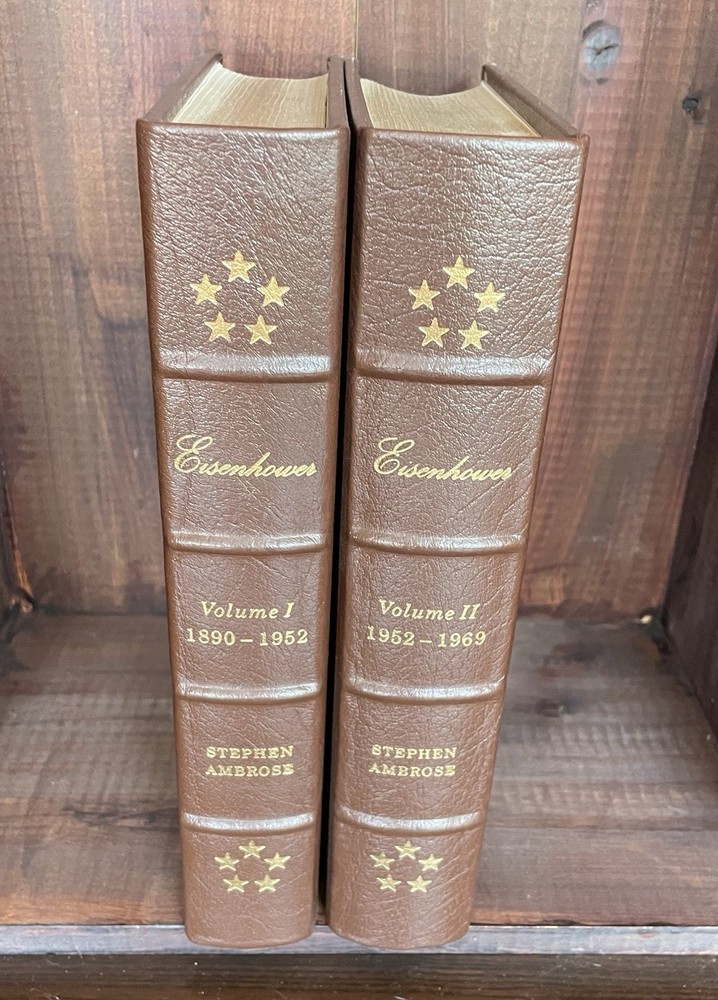 Eisenhower
Volume I
1890–1952
STEPHEN
AMBROSE
Eisenhower
Volume II
1952–1969
STEPHEN
AMBROSE